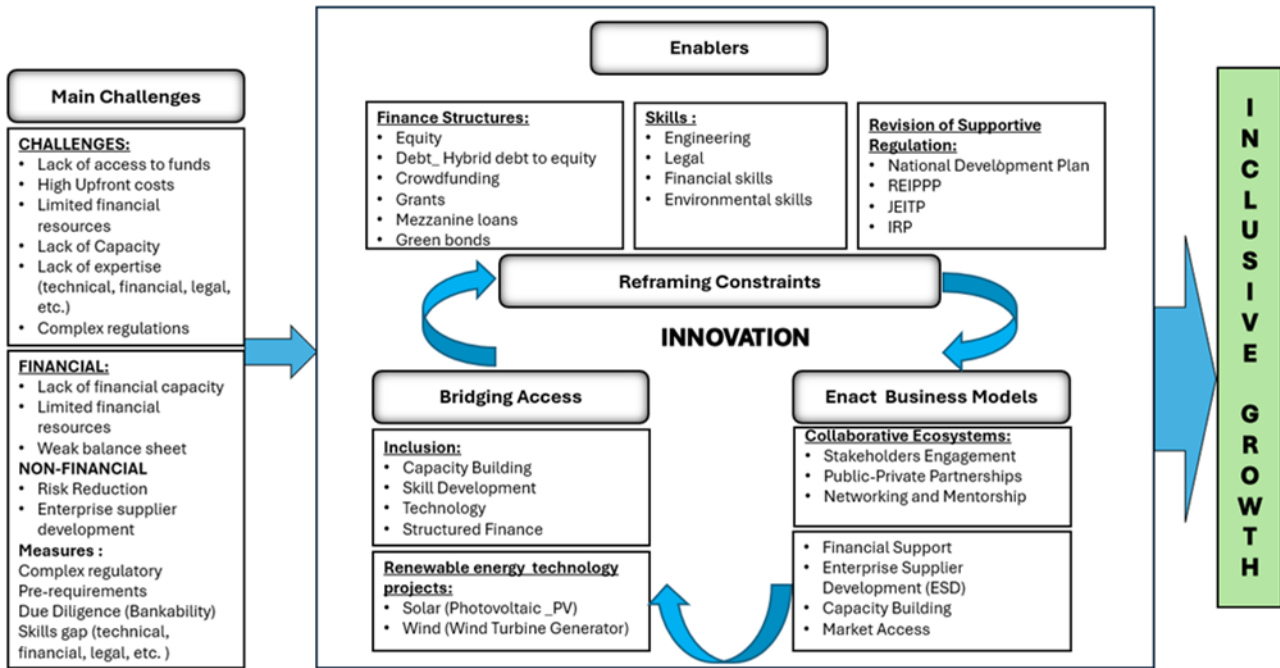 Main Challenges
CHALLENGES:
• Lack of access to funds
• High Upfront costs
• Limited financial
resources
• Lack of Capacity
• Lack of expertise
(technical, financial, legal,
etc.)
• Complex regulations
FINANCIAL:
• Lack of financial capacity
• Limited financial
resources
• Weak balance sheet
NON-FINANCIAL
• Risk Reduction
• Enterprise supplier
development
Measures :
Complex regulatory
Pre-requirements
Due Diligence (Bankability)
Skills gap (technical,
financial, legal, etc. )
Enablers
Finance Structures:
• Equity
• Debt_ Hybrid debt to equity
• Crowdfunding
• Grants
• Mezzanine loans
• Green bonds
Skills :
• Engineering
• Legal
• Financial skills
• Environmental skills
Revision of Supportive
Regulation:
• National Development Plan
• REIPPP
• JEITP
• IRP
Reframing Constraints
INNOVATION
Bridging Access
Inclusion:
• Capacity Building
• Skill Development
• Technology
• Structured Finance
Renewable energy technology
projects:
• Solar (Photovoltaic _PV)
• Wind (Wind Turbine Generator)
Enact Business Models
Collaborative Ecosystems:
• Stakeholders Engagement
• Public-Private Partnerships
• Networking and Mentorship
• Financial Support
• Enterprise Supplier
Development (ESD)
• Capacity Building
• Market Access
INCLUSIVE GROWTH